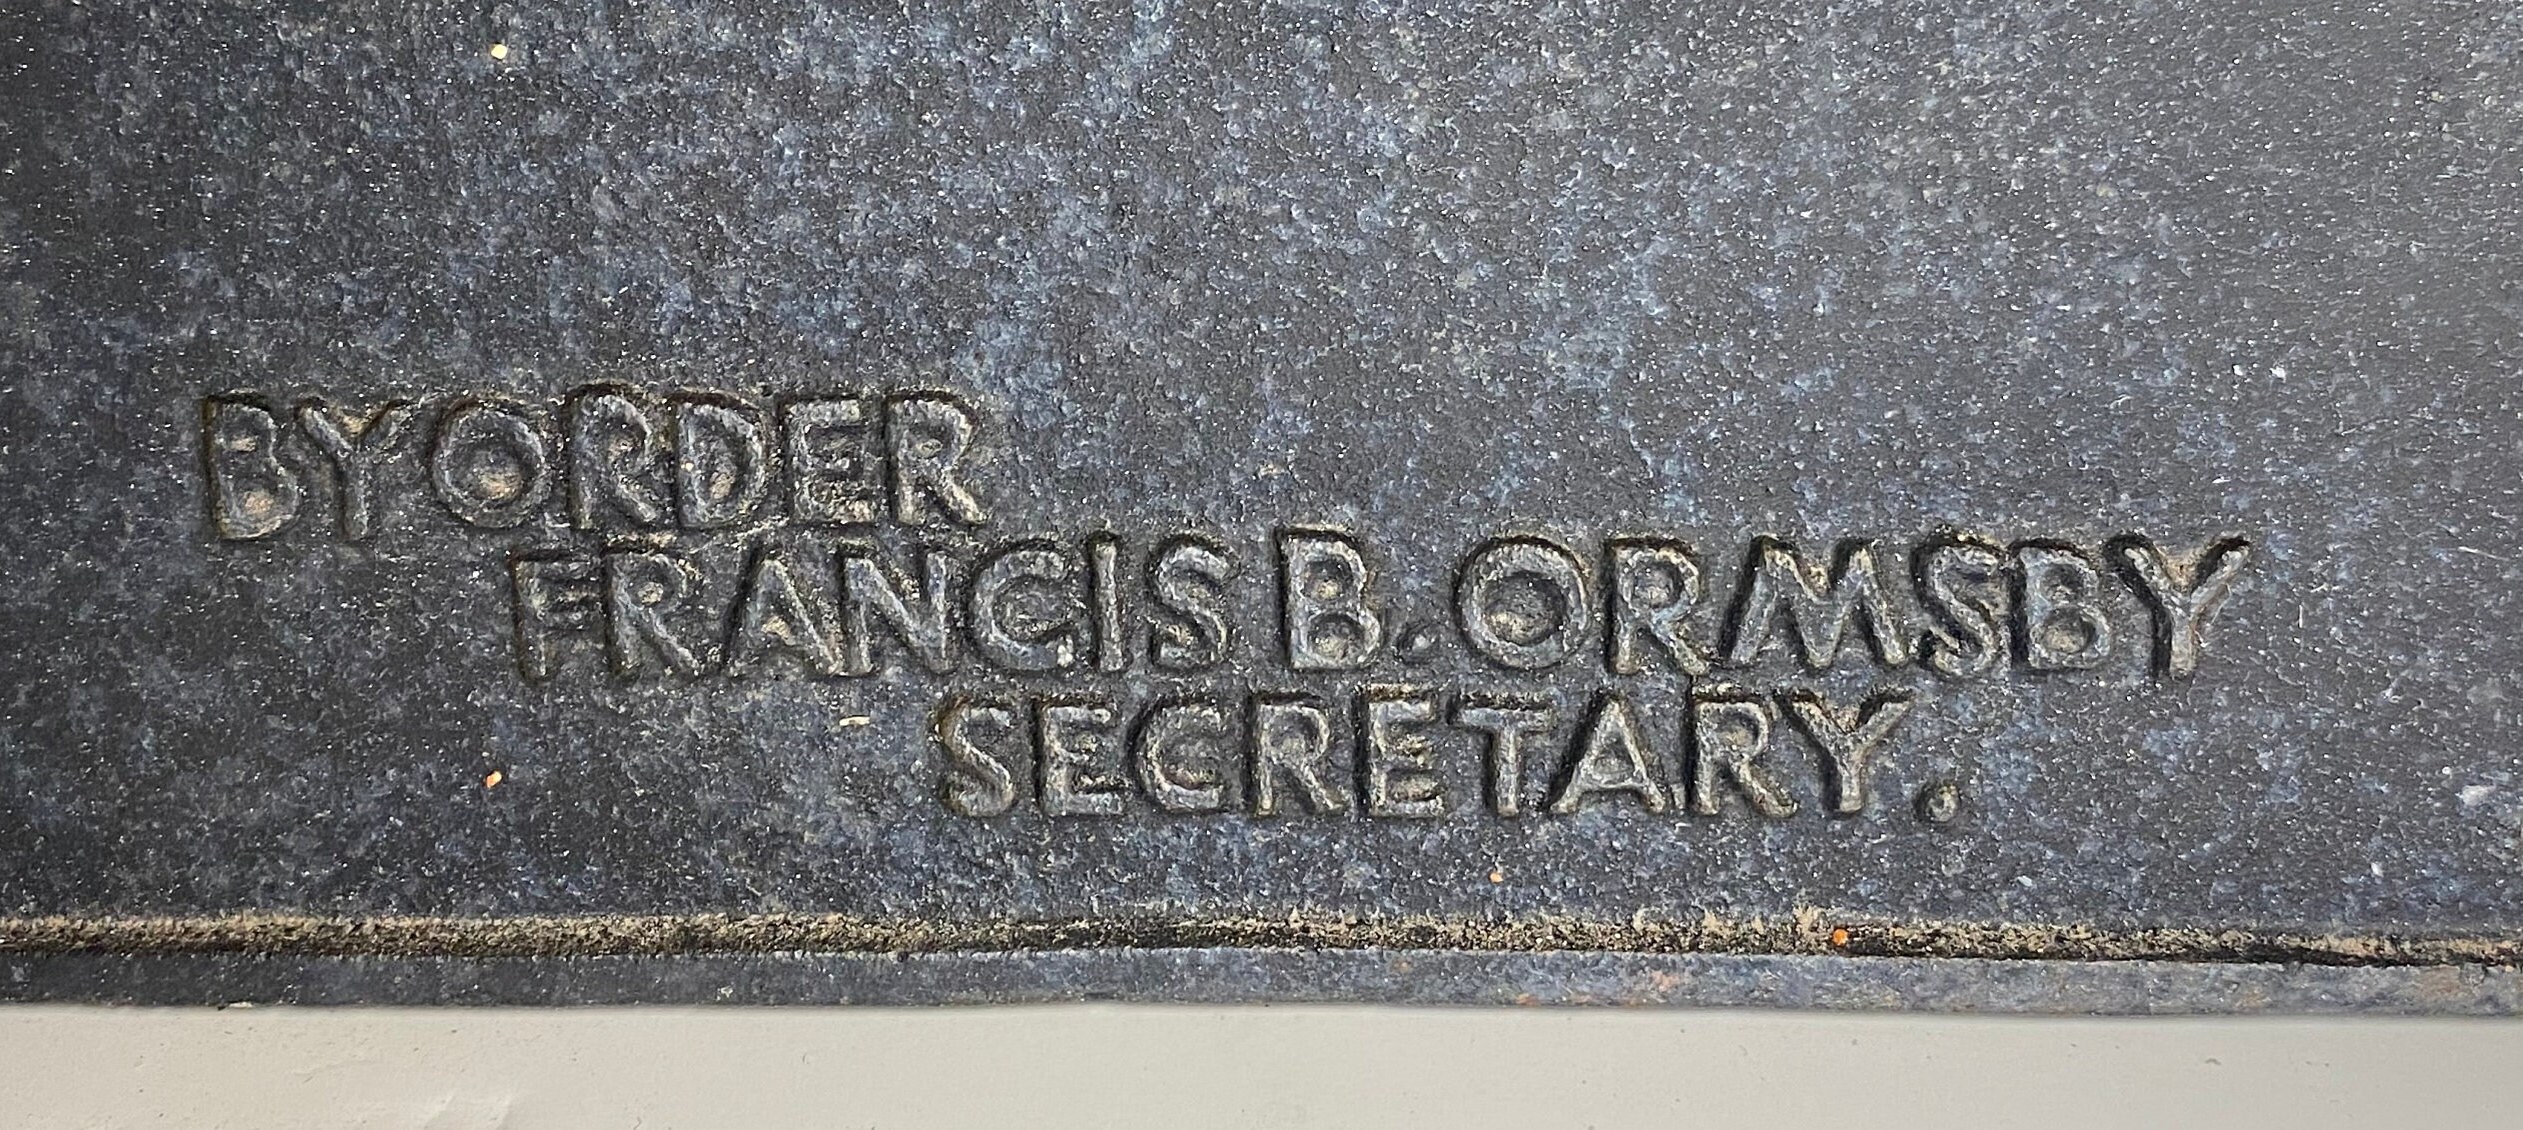 BY ORDER
FRANCIS B. ORMSBY
SECRETARY.